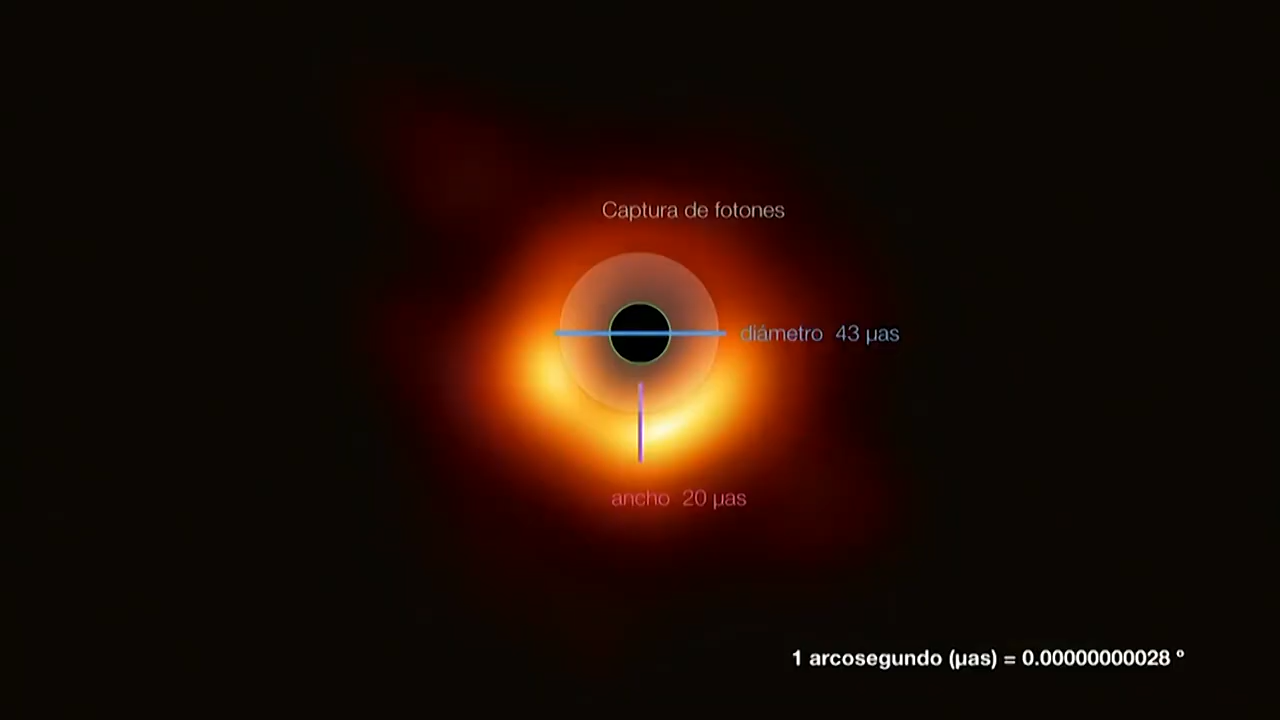 Captura de fotones
diámetro 43 µas
ancho 20 µas
1 arcosegundo (µas) = 0.00000000028 º